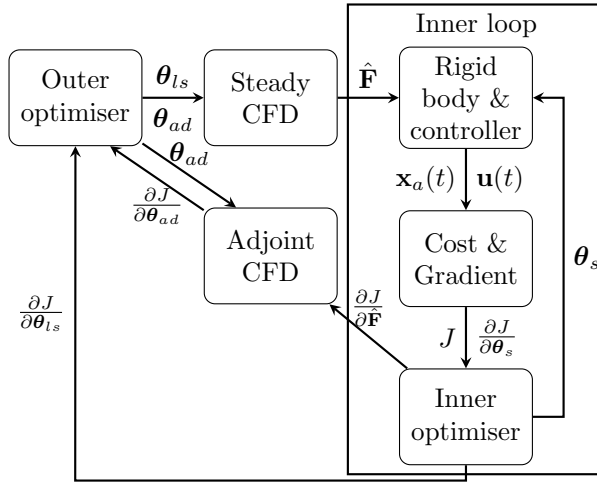 Inner loop
Outer
optimiser
θ_ls
θ_ad
Steady
CFD
F̂
Rigid
body &
controller
θ_ad
∂J/∂θ_ad
x_a(t) u(t)
Adjoint
CFD
Cost &
Gradient
θ_s
∂J/∂θ_ls
∂J/∂F̂
J ∂J/∂θ_s
Inner
optimiser